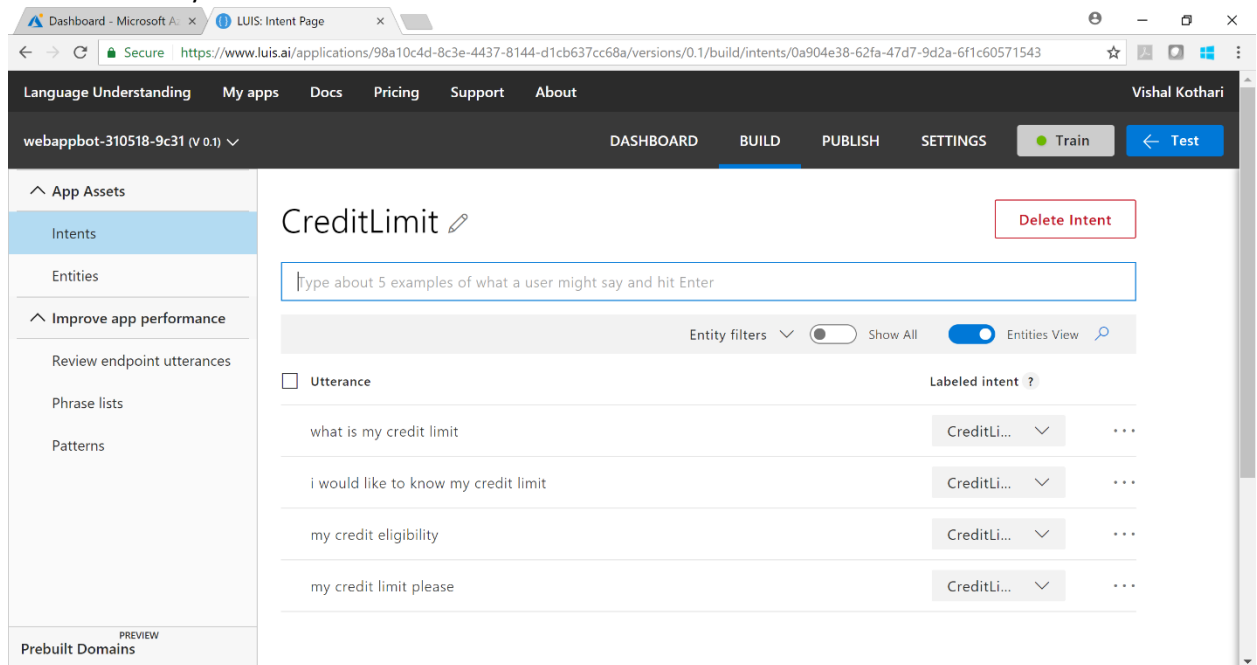 Dashboard - Microsoft A
LUIS: Intent Page
Secure https://www.luis.ai/applications/98a10c4d-8c3e-4437-8144-d1cb637cc68a/versions/0.1/build/intents/0a904e38-62fa-47d7-9d2a-6f1c60571543
Language Understanding My apps Docs Pricing Support About Vishal Kothari
webappbot-310518-9c31 (V 0.1) DASHBOARD BUILD PUBLISH SETTINGS Train Test
App Assets
Intents
Entities
Improve app performance
Review endpoint utterances
Phrase lists
Patterns
PREVIEW
Prebuilt Domains
CreditLimit
Delete Intent
Type about 5 examples of what a user might say and hit Enter
Entity filters Show All Entities View
Utterance Labeled intent ?
what is my credit limit CreditLi... ...
i would like to know my credit limit CreditLi... ...
my credit eligibility CreditLi... ...
my credit limit please CreditLi... ...